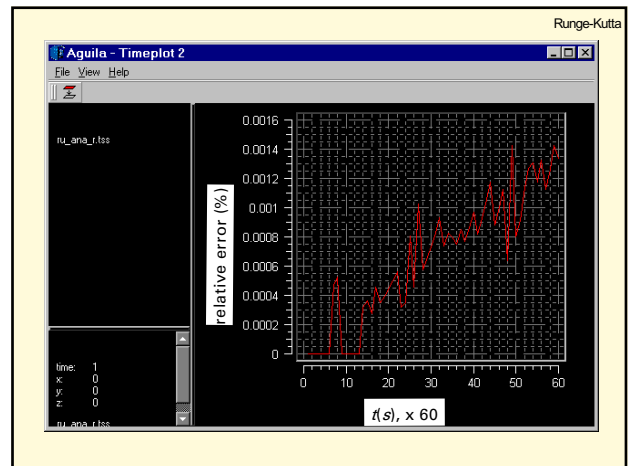 Runge-Kutta
Aguila - Timeplot 2
File View Help
ru_ana_r.tss
relative error (%)
0.0016
0.0014
0.0012
0.001
0.0008
0.0006
0.0004
0.0002
0
0 10 20 30 40 50 60
t(s), x 60
time: 1
x: 0
y: 0
z: 0
ru_ana_r.tss